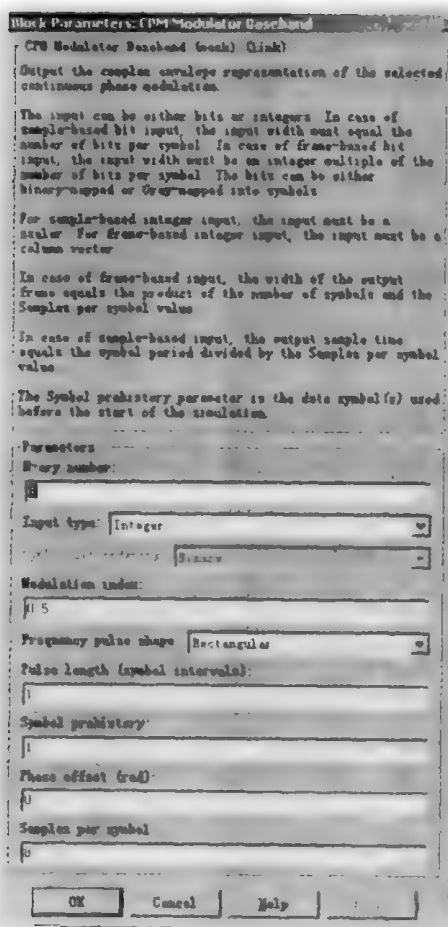 Block Parameters: CPM Modulator Baseband
CPM Modulator Baseband (mask) (link)
Output the complex envelope representation of the selected
continuous phase modulation.
The input can be either bits or integers. In case of
sample-based bit input, the input width must equal the
number of bits per symbol. In case of frame-based bit
input, the input width must be an integer multiple of the
number of bits per symbol. The bits can be either
binary-mapped or Gray-mapped into symbols
For sample-based integer input, the input must be a
scalar. For frame-based integer input, the input must be a
column vector
In case of frame-based input, the width of the output
frame equals the product of the number of symbols and the
Samples per symbol value
In case of sample-based input, the output sample time
equals the symbol period divided by the Samples per symbol
value
The Symbol prehistory parameter is the data symbol(s) used
before the start of the simulation.
Parameters
M-ary number:
Input type: Integer
Binary
Modulation index:
0.5
Frequency pulse shape Rectangular
Pulse length (symbol intervals):
1
Symbol prehistory:
1
Phase offset (rad):
0
Samples per symbol
8
OK Cancel Help